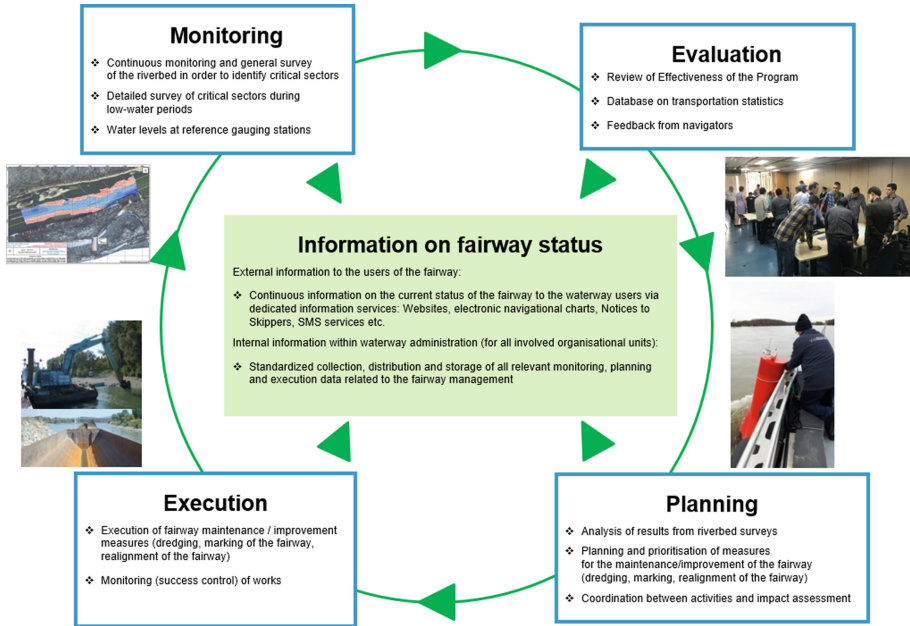 Monitoring
❖ Continuous monitoring and general survey
of the riverbed in order to identify critical sectors
❖ Detailed survey of critical sectors during
low-water periods
❖ Water levels at reference gauging stations
Evaluation
❖ Review of Effectiveness of the Program
❖ Database on transportation statistics
❖ Feedback from navigators
Information on fairway status
External information to the users of the fairway:
❖ Continuous information on the current status of the fairway to the waterway users via
dedicated information services: Websites, electronic navigational charts, Notices to
Skippers, SMS services etc.
Internal information within waterway administration (for all involved organisational units):
❖ Standardized collection, distribution and storage of all relevant monitoring, planning
and execution data related to the fairway management
Execution
❖ Execution of fairway maintenance / improvement
measures (dredging, marking of the fairway,
realignment of the fairway)
❖ Monitoring (success control) of works
Planning
❖ Analysis of results from riverbed surveys
❖ Planning and prioritisation of measures
for the maintenance/improvement of the fairway
(dredging, marking, realignment of the fairway)
❖ Coordination between activities and impact assessment